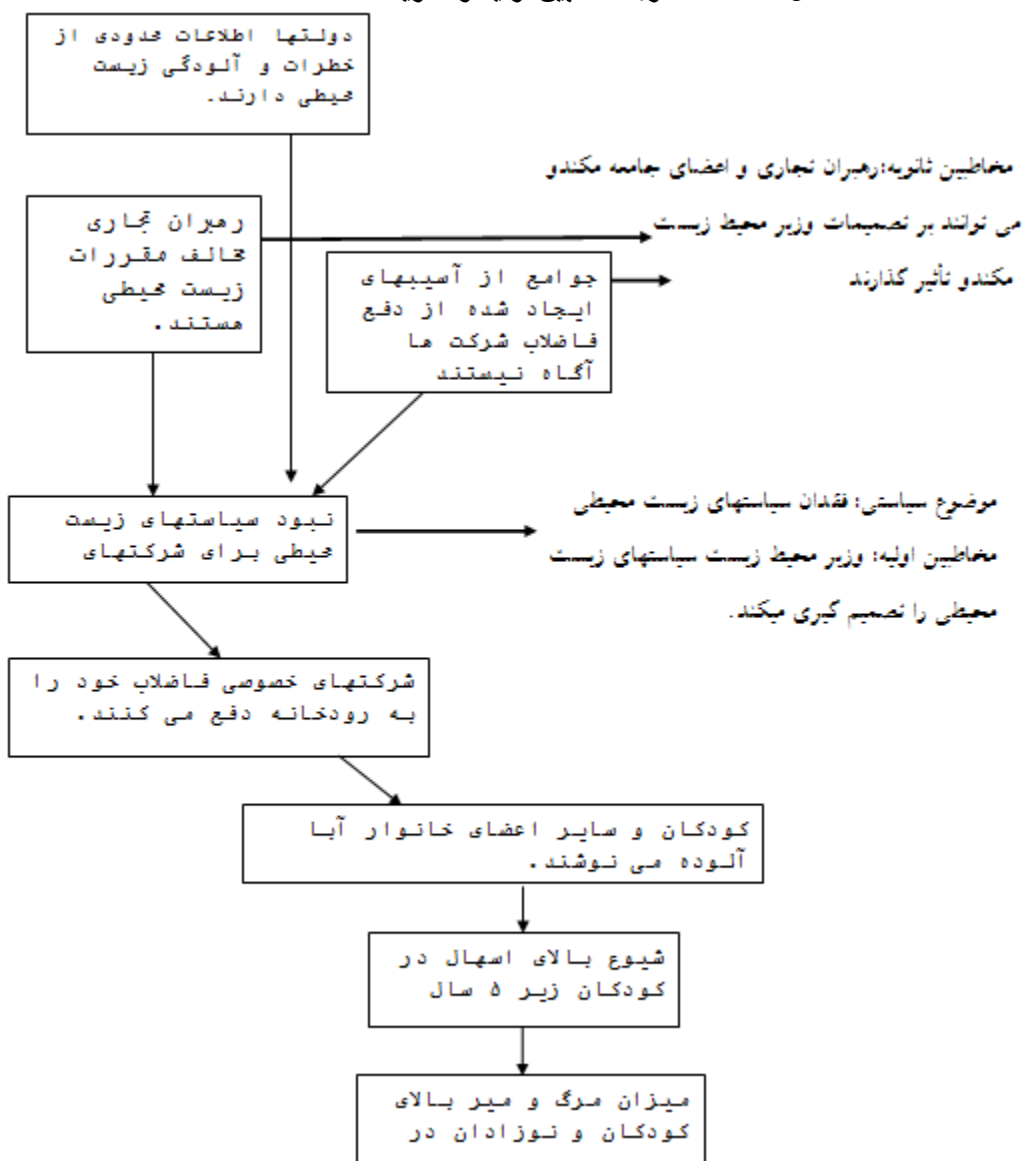 دولتها اطلاعات محدودی از
خطرات و آلودگی زیست
محیطی دارند.
مخاطبین ثانویه:رهبران تجاری و اعضای جامعه مکندو
می توانند بر تصمیمات وزیر محیط زیست
مکندو تأثیر گذارند
رهبران تجاری
مخالف مقررات
زیست محیطی
هستند.
جوامع از آسیبهای
ایجاد شده از دفع
فاضلاب شرکت ها
آگاه نیستند
نبود سیاستهای زیست
محیطی برای شرکتهای
موضوع سیاستی: فقدان سیاستهای زیست محیطی
مخاطبین اولیه: وزیر محیط زیست سیاستهای زیست
محیطی را تصمیم گیری میکند.
شرکتهای خصوصی فاضلاب خود را
به رودخانه دفع می کنند.
کودکان و سایر اعضای خانوار آبا
آلوده می نوشند.
شیوع بالای اسهال در
کودکان زیر ۵ سال
میزان مرگ و میر بالای
کودکان و نوزادان در